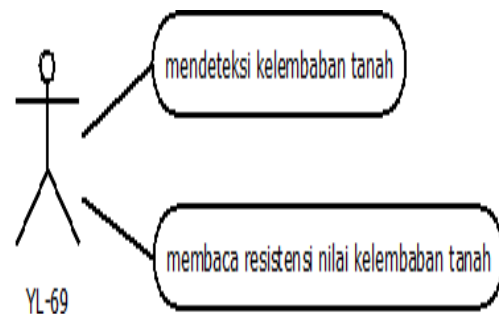 mendeteksi kelembaban tanah
membaca resistensi nilai kelembaban tanah
YL-69